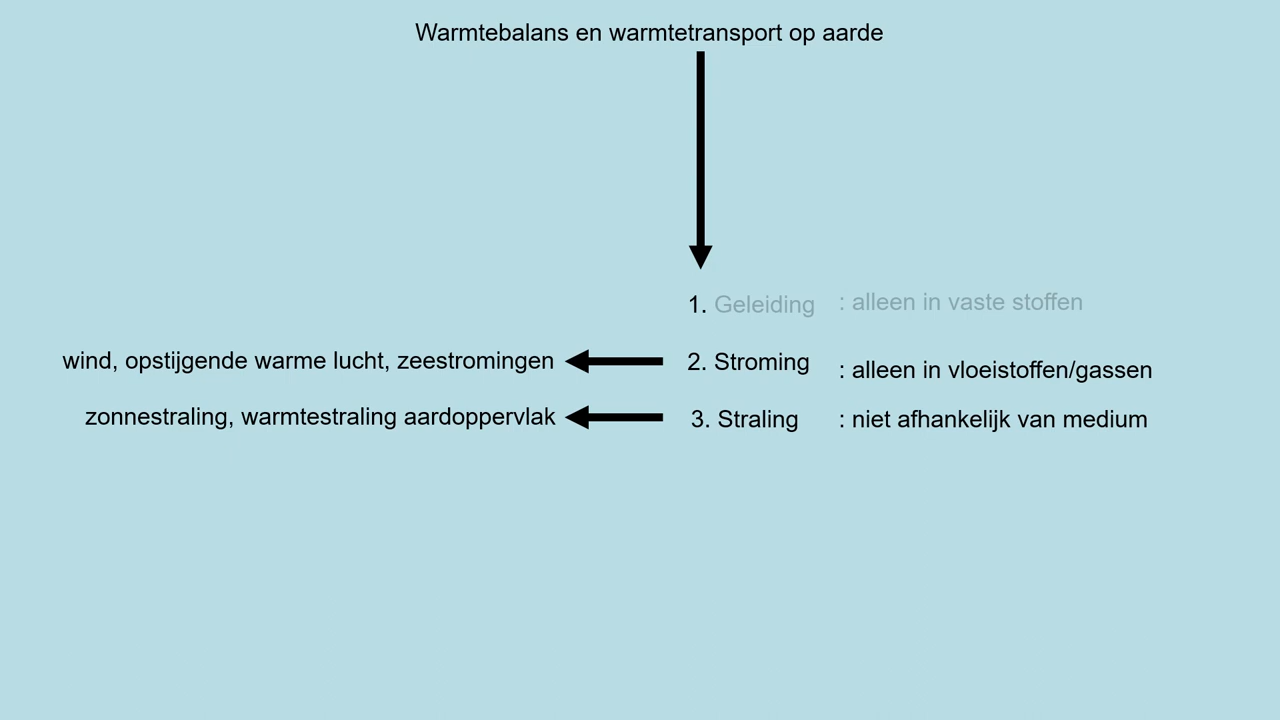 Warmtebalans en warmtetransport op aarde
1. Geleiding : alleen in vaste stoffen
wind, opstijgende warme lucht, zeestromingen 2. Stroming : alleen in vloeistoffen/gassen
zonnestraling, warmtestraling aardoppervlak 3. Straling : niet afhankelijk van medium